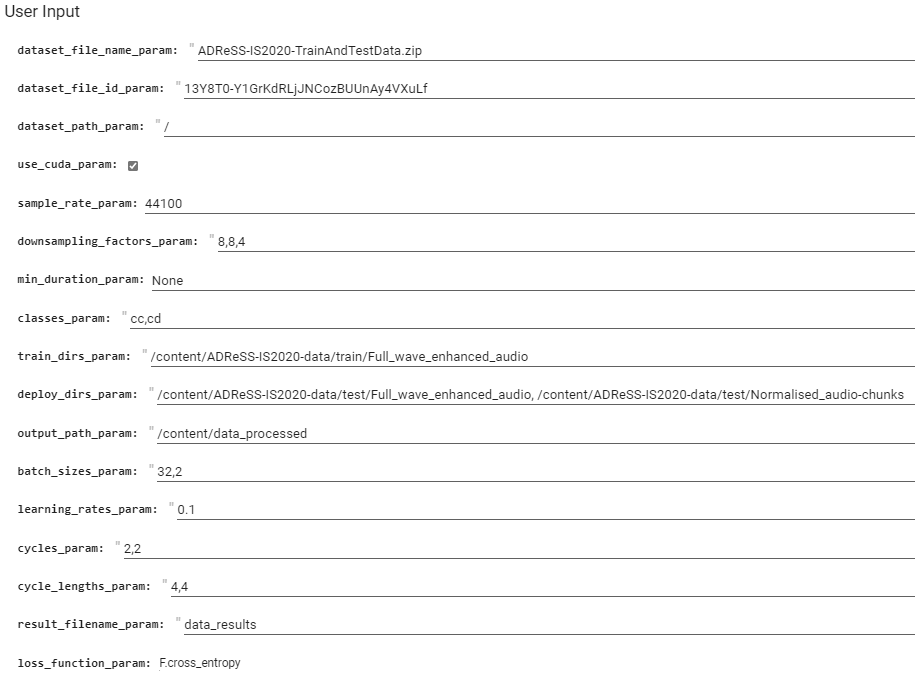 User Input
dataset_file_name_param: " ADReSS-IS2020-TrainAndTestData.zip
dataset_file_id_param: " 13Y8T0-Y1GrKdRLjJNCozBUUnAy4VXuLf
dataset_path_param: " /
use_cuda_param:
sample_rate_param: 44100
downsampling_factors_param: " 8,8,4
min_duration_param: None
classes_param: " cc,cd
train_dirs_param: " /content/ADReSS-IS2020-data/train/Full_wave_enhanced_audio
deploy_dirs_param: " /content/ADReSS-IS2020-data/test/Full_wave_enhanced_audio, /content/ADReSS-IS2020-data/test/Normalised_audio-chunks
output_path_param: " /content/data_processed
batch_sizes_param: " 32,2
learning_rates_param: " 0.1
cycles_param: " 2,2
cycle_lengths_param: " 4,4
result_filename_param: " data_results
loss_function_param: F.cross_entropy